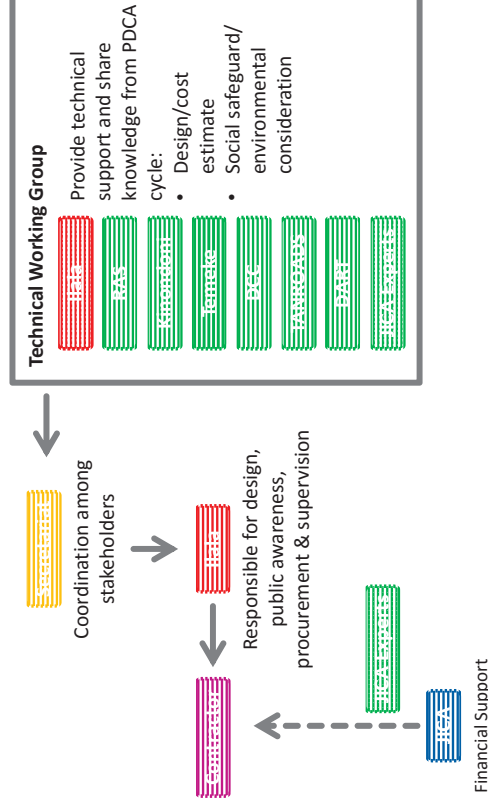 Technical Working Group
Ilala
RAS
Kinondoni
Temeke
DCC
TANROADS
DART
JICA Experts
Provide technical
support and share
knowledge from PDCA
cycle:
• Design/cost
estimate
• Social safeguard/
environmental
consideration
Secretariat
Coordination among
stakeholders
Ilala
Responsible for design,
public awareness,
procurement & supervision
Contractor
JICA Experts
JICA
Financial Support